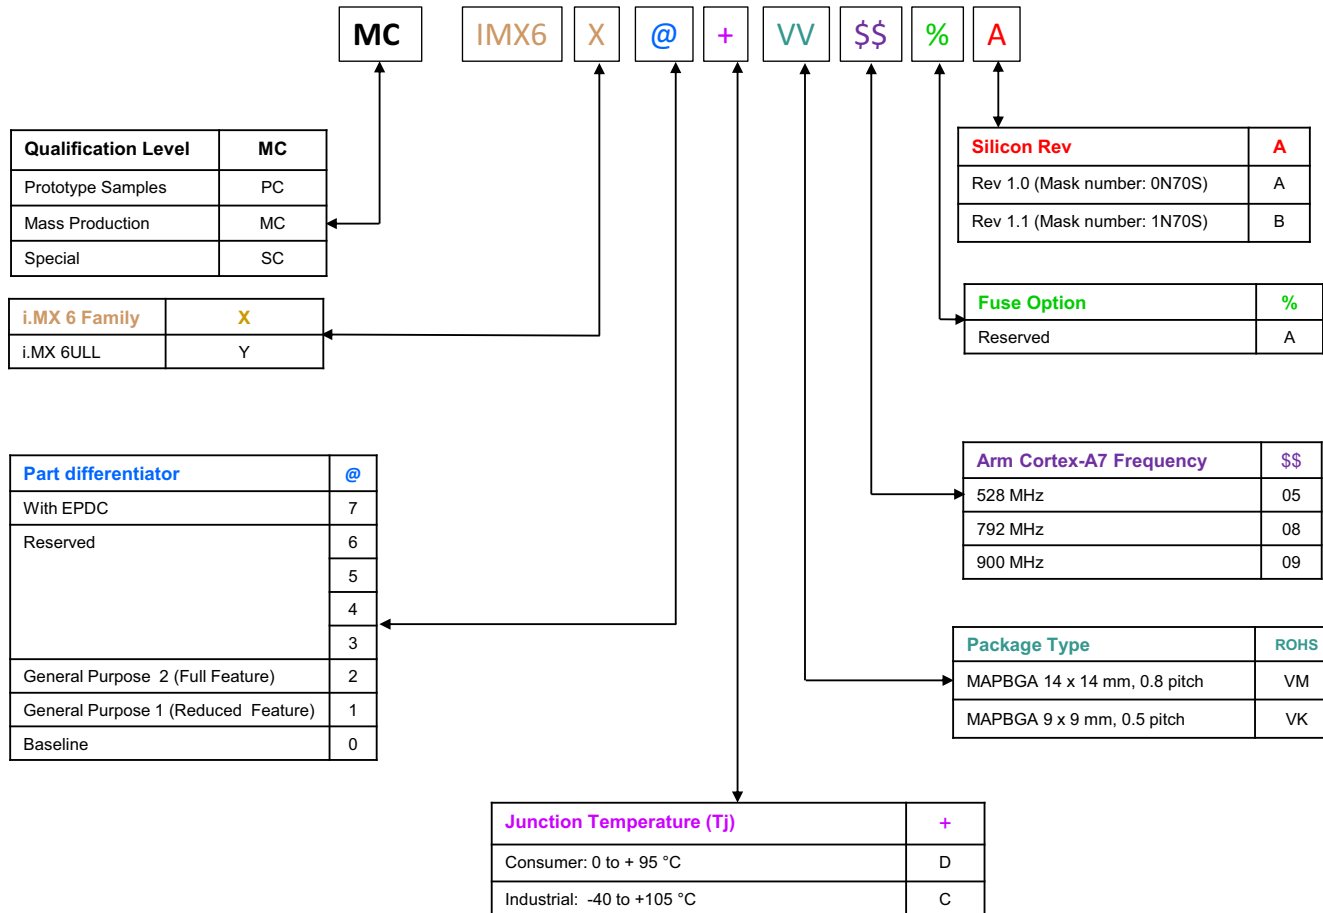 MC IMX6 X @ + VV $$ % A
Qualification Level MC
Prototype Samples PC
Mass Production MC
Special SC
Silicon Rev A
Rev 1.0 (Mask number: 0N70S) A
Rev 1.1 (Mask number: 1N70S) B
i.MX 6 Family X
i.MX 6ULL Y
Fuse Option %
Reserved A
Part differentiator @
With EPDC 7
Reserved 6
5
4
3
General Purpose 2 (Full Feature) 2
General Purpose 1 (Reduced Feature) 1
Baseline 0
Arm Cortex-A7 Frequency $$
528 MHz 05
792 MHz 08
900 MHz 09
Package Type ROHS
MAPBGA 14 x 14 mm, 0.8 pitch VM
MAPBGA 9 x 9 mm, 0.5 pitch VK
Junction Temperature (Tj) +
Consumer: 0 to + 95 °C D
Industrial: -40 to +105 °C C